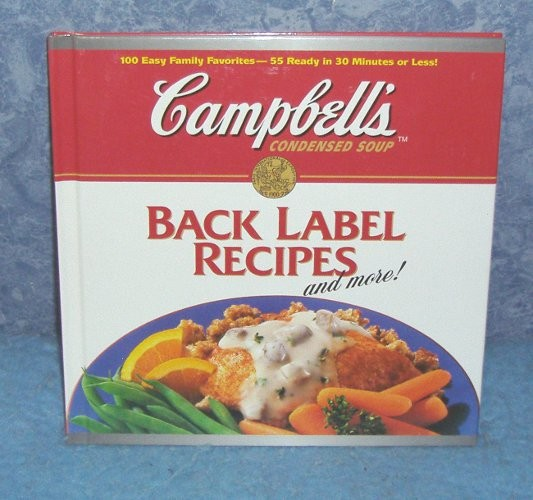 100 Easy Family Favorites— 55 Ready in 30 Minutes or Less!
Campbell's
CONDENSED SOUP™
BACK LABEL
RECIPES
and more!